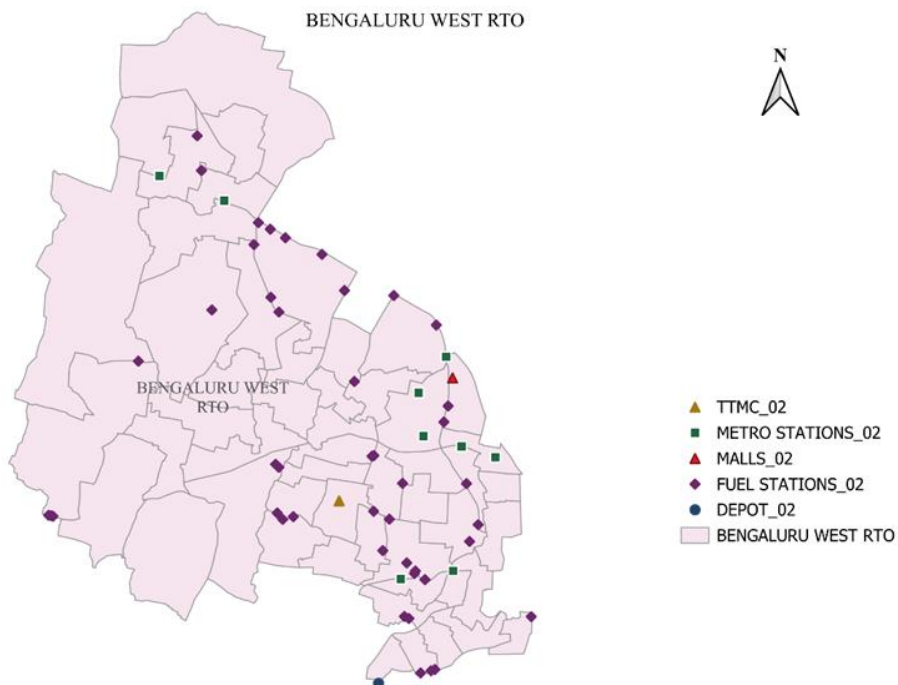 BENGALURU WEST RTO
N
BENGALURU WEST
RTO
TTMC_02
METRO STATIONS_02
MALLS_02
FUEL STATIONS_02
DEPOT_02
BENGALURU WEST RTO